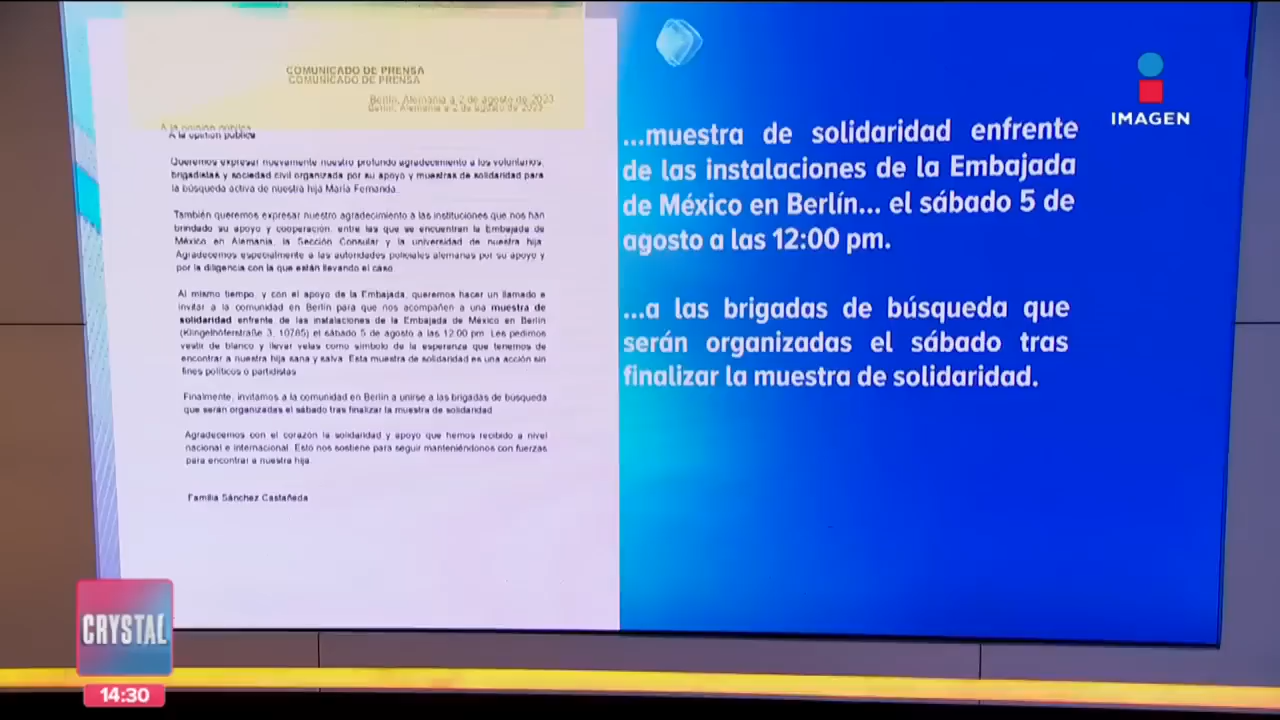 COMUNICADO DE PRENSA
COMUNICADO DE PRENSA
Berlín, Alemania a 2 de agosto de 2023
Berlín, Alemania a 2 de agosto de 2023
A la opinión pública
A la opinión pública
Queremos expresar nuevamente nuestro profundo agradecimiento a los voluntarios,
brigadistas y sociedad civil organizada por su apoyo y muestras de solidaridad para
la búsqueda activa de nuestra hija María Fernanda.
También queremos expresar nuestro agradecimiento a las instituciones que nos han
brindado su apoyo y cooperación, entre las que se encuentran la Embajada de
México en Alemania, la Sección Consular y la universidad de nuestra hija.
Agradecemos especialmente a las autoridades policiales alemanas por su apoyo y
por la diligencia con la que están llevando el caso.
Al mismo tiempo, y con el apoyo de la Embajada, queremos hacer un llamado e
invitar a la comunidad en Berlín para que nos acompañen a una muestra de
solidaridad enfrente de las instalaciones de la Embajada de México en Berlín
(Klingelhöferstraße 3, 10785) el sábado 5 de agosto a las 12:00 pm. Les pedimos
vestir de blanco y llevar velas como símbolo de la esperanza que tenemos de
encontrar a nuestra hija sana y salva. Esta muestra de solidaridad es una acción sin
fines políticos o partidistas.
Finalmente, invitamos a la comunidad en Berlín a unirse a las brigadas de búsqueda
que serán organizadas el sábado tras finalizar la muestra de solidaridad.
Agradecemos con el corazón la solidaridad y apoyo que hemos recibido a nivel
nacional e internacional. Esto nos sostiene para seguir manteniéndonos con fuerzas
para encontrar a nuestra hija.
Familia Sánchez Castañeda
...muestra de solidaridad enfrente
de las instalaciones de la Embajada
de México en Berlín... el sábado 5 de
agosto a las 12:00 pm.
...a las brigadas de búsqueda que
serán organizadas el sábado tras
finalizar la muestra de solidaridad.
IMAGEN
CRYSTAL
14:30